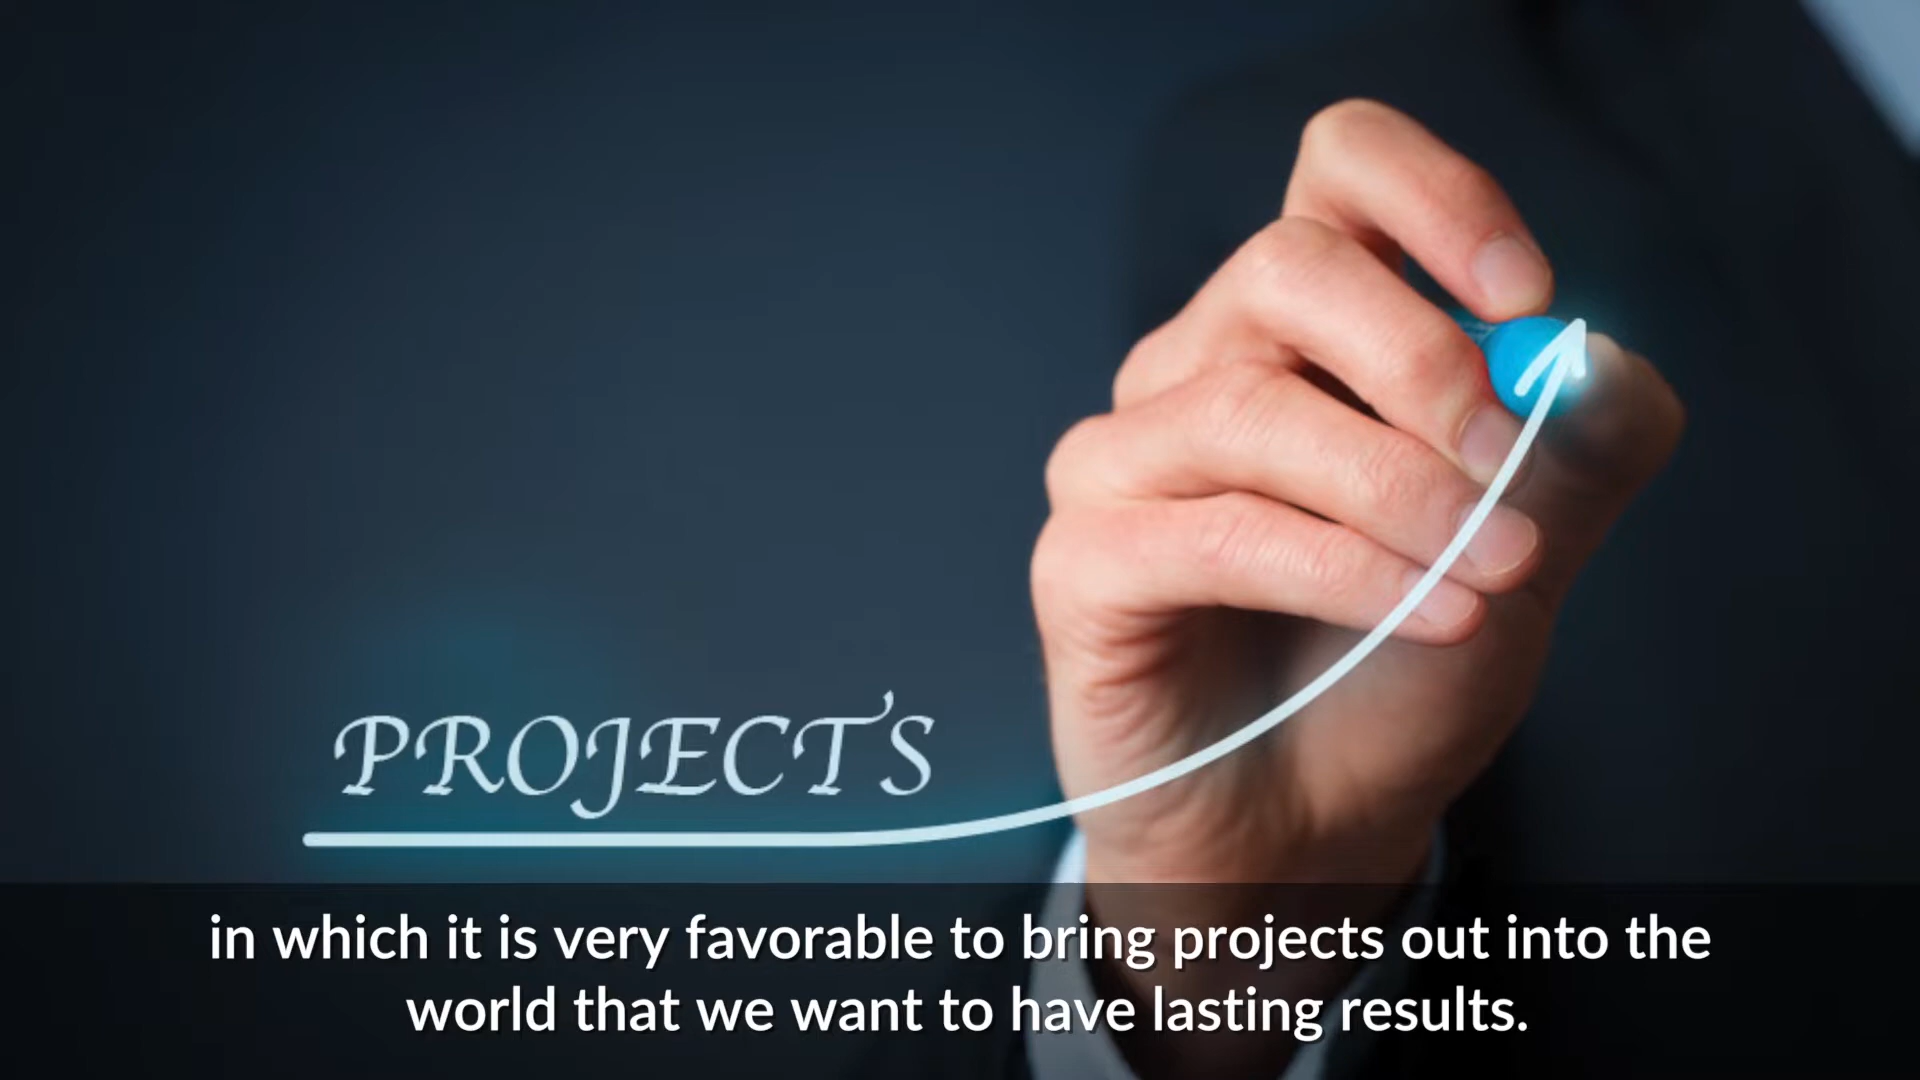 PROJECTS
in which it is very favorable to bring projects out into the
world that we want to have lasting results.